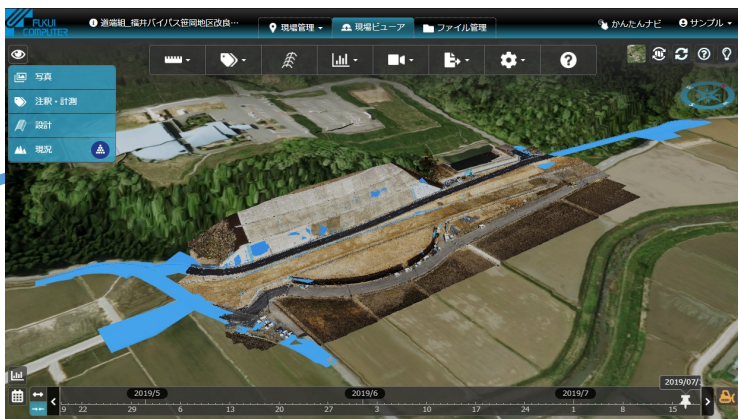 FUKUI
COMPUTER
道端組_福井バイパス笹岡地区改良…
現場管理
現場ビューア
ファイル管理
かんたんナビ
サンプル
写真
注釈・計測
設計
現況
2019/07/
2019/5
2019/6
2019/7
9 22 29 6 13 20 27 3 10 17 24 1 8 15